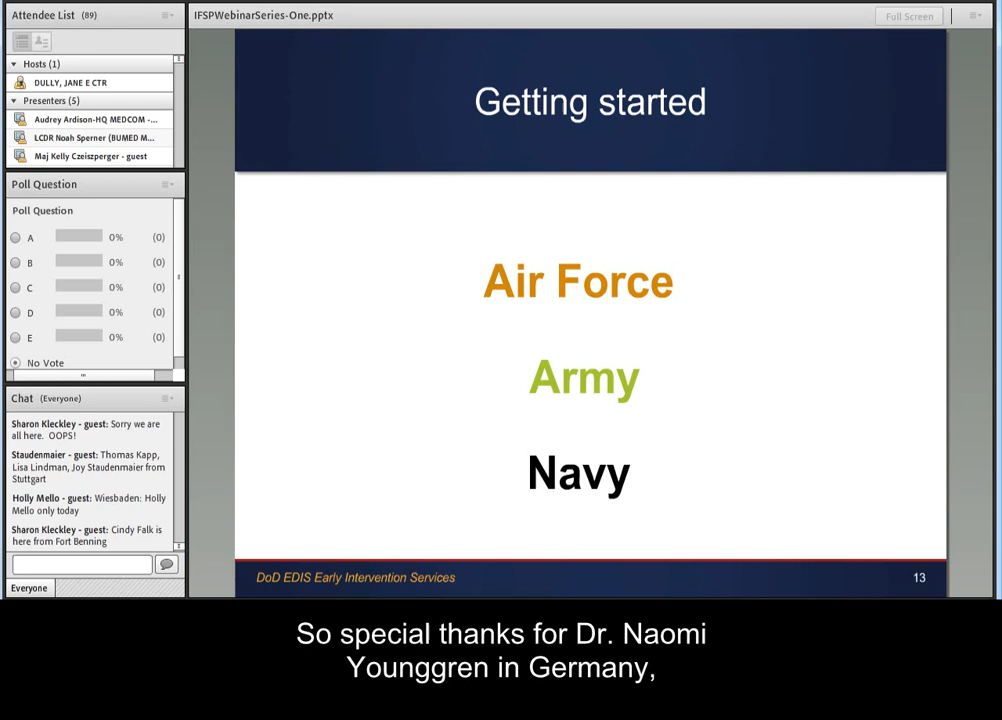 Attendee List (89)
Hosts (1)
DULLY, JANE E CTR
Presenters (5)
Audrey Ardison-HQ MEDCOM -...
LCDR Noah Sperner (BUMED M...
Maj Kelly Czeiszperger - guest
Poll Question
Poll Question
A 0% (0)
B 0% (0)
C 0% (0)
D 0% (0)
E 0% (0)
No Vote
Chat (Everyone)
Sharon Kleckley - guest: Sorry we are
all here. OOPS!
Staudenmaier - guest: Thomas Kapp,
Lisa Lindman, Joy Staudenmaier from
Stuttgart
Holly Mello - guest: Wiesbaden: Holly
Mello only today
Sharon Kleckley - guest: Cindy Falk is
here from Fort Benning
Everyone
IFSPWebinarSeries-One.pptx
Full Screen
Getting started
Air Force
Army
Navy
DoD EDIS Early Intervention Services
13
So special thanks for Dr. Naomi
Younggren in Germany,